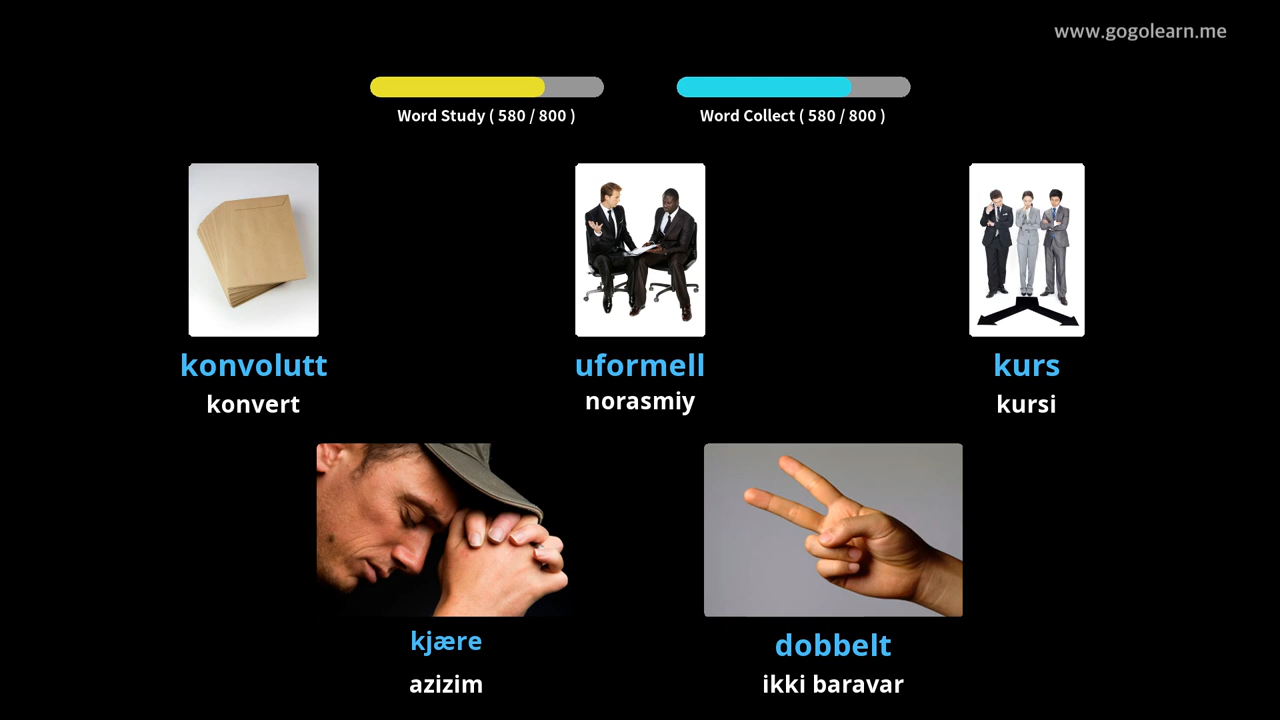 www.gogolearn.me
Word Study ( 580 / 800 )
Word Collect ( 580 / 800 )
konvolutt
konvert
uformell
norasmiy
kurs
kursi
kjære
azizim
dobbelt
ikki baravar